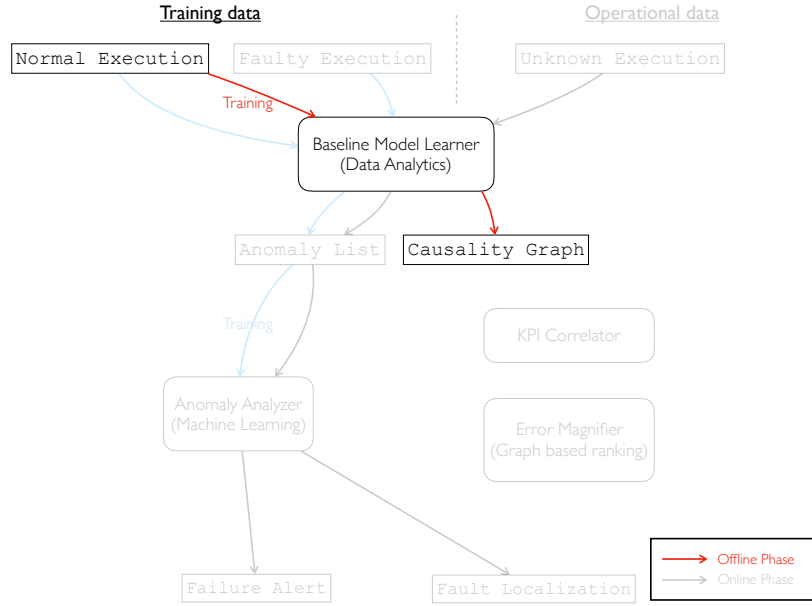 Training data
Operational data
Normal Execution
Faulty Execution
Unknown Execution
Training
Baseline Model Learner
(Data Analytics)
Anomaly List
Causality Graph
Training
KPI Correlator
Anomaly Analyzer
(Machine Learning)
Error Magnifier
(Graph based ranking)
Offline Phase
Online Phase
Failure Alert
Fault Localization